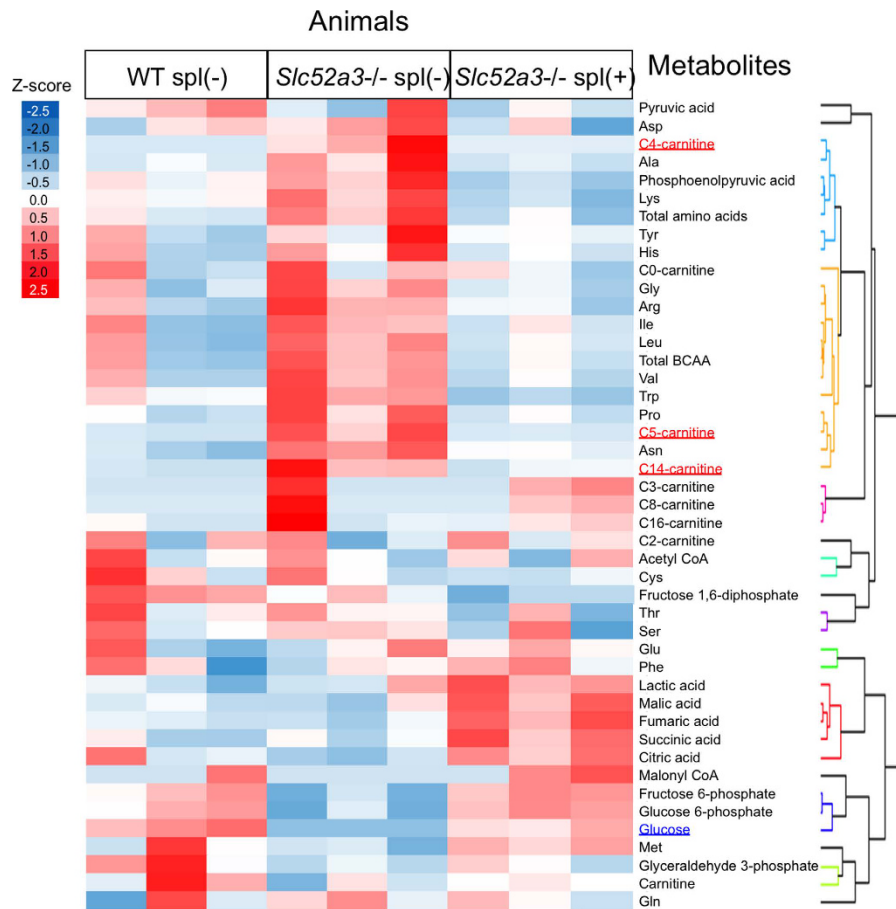 Animals
WT spl(-) Slc52a3-/- spl(-) Slc52a3-/- spl(+) Metabolites
Z-score
-2.5
-2.0
-1.5
-1.0
-0.5
0.0
0.5
1.0
1.5
2.0
2.5
Pyruvic acid
Asp
C4-carnitine
Ala
Phosphoenolpyruvic acid
Lys
Total amino acids
Tyr
His
C0-carnitine
Gly
Arg
Ile
Leu
Total BCAA
Val
Trp
Pro
C5-carnitine
Asn
C14-carnitine
C3-carnitine
C8-carnitine
C16-carnitine
C2-carnitine
Acetyl CoA
Cys
Fructose 1,6-diphosphate
Thr
Ser
Glu
Phe
Lactic acid
Malic acid
Fumaric acid
Succinic acid
Citric acid
Malonyl CoA
Fructose 6-phosphate
Glucose 6-phosphate
Glucose
Met
Glyceraldehyde 3-phosphate
Carnitine
Gln